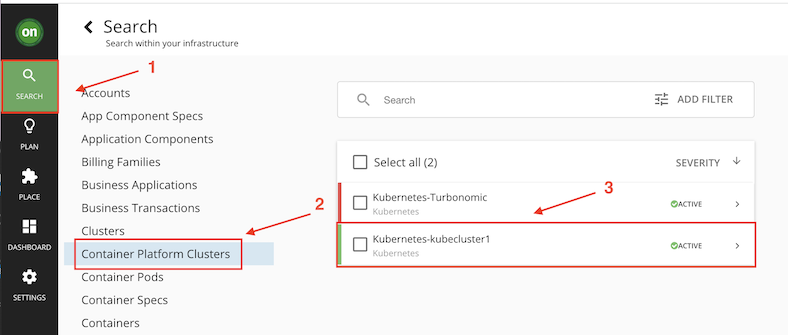 on
Search
Search within your infrastructure
1
SEARCH
PLAN
PLACE
DASHBOARD
SETTINGS
Accounts
App Component Specs
Application Components
Billing Families
Business Applications
Business Transactions
2
Clusters
Container Platform Clusters
Container Pods
Container Specs
Containers
Search
ADD FILTER
Select all (2)
SEVERITY
3
Kubernetes-Turbonomic
Kubernetes
ACTIVE
Kubernetes-kubecluster1
Kubernetes
ACTIVE